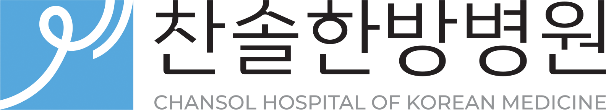 찬솔한방병원
CHANSOL HOSPITAL OF KOREAN MEDICINE